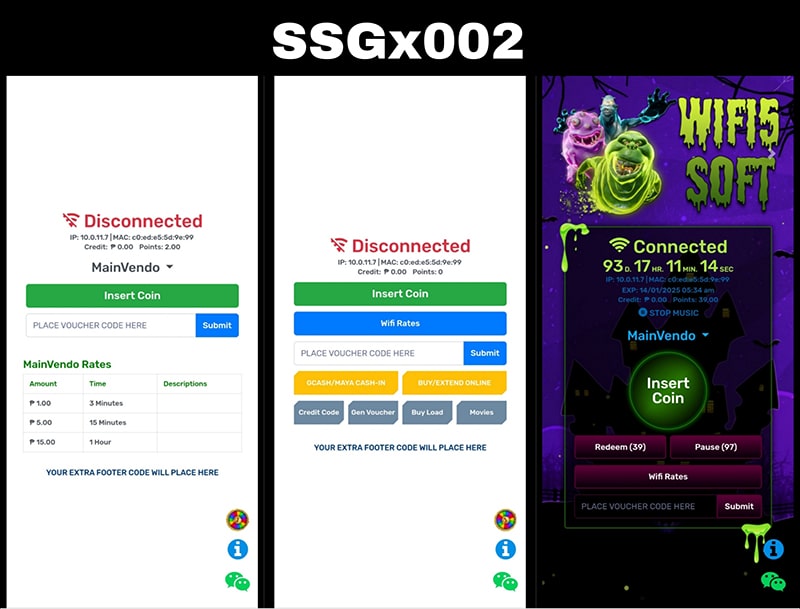 SSGx002
Disconnected
IP: 10.0.11.7 | MAC: c0:ed:e5:5d:9e:99
Credit: ₱ 0.00 Points: 2.00
MainVendo
Insert Coin
PLACE VOUCHER CODE HERE Submit
MainVendo Rates
Amount Time Descriptions
₱ 1.00 3 Minutes
₱ 5.00 15 Minutes
₱ 15.00 1 Hour
YOUR EXTRA FOOTER CODE WILL PLACE HERE
Disconnected
IP: 10.0.11.7 | MAC: c0:ed:e5:5d:9e:99
Credit: ₱ 0.00 Points: 0
Insert Coin
Wifi Rates
PLACE VOUCHER CODE HERE Submit
GCASH/MAYA CASH-IN BUY/EXTEND ONLINE
Credit Code Gen Voucher Buy Load Movies
YOUR EXTRA FOOTER CODE WILL PLACE HERE
WIFI5
SOFT
Connected
93 D. 17 HR. 11 MIN. 14 SEC
IP: 10.0.11.7 | MAC: c0:ed:e5:5d:9e:99
EXP: 14/01/2025 05:34 am
Credit: ₱ 0.00 Points: 39.00
STOP MUSIC
MainVendo
Insert
Coin
Redeem (39) Pause (97)
Wifi Rates
PLACE VOUCHER CODE HERE Submit